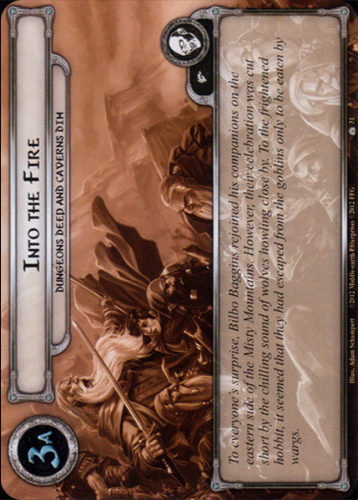 3A
INTO THE FIRE
DUNGEONS DEEP AND CAVERNS DIM
To everyone's surprise, Bilbo Baggins rejoined his companions on the
eastern side of the Misty Mountains. However, their celebration was cut
short by the chilling sound of wolves howling close by. To the frightened
hobbit, it seemed that they had escaped from the goblins only to be eaten by
wargs.
Illus. Adam Schumpert ©2012 Middle-earth Enterprises ©2012 FFG 31